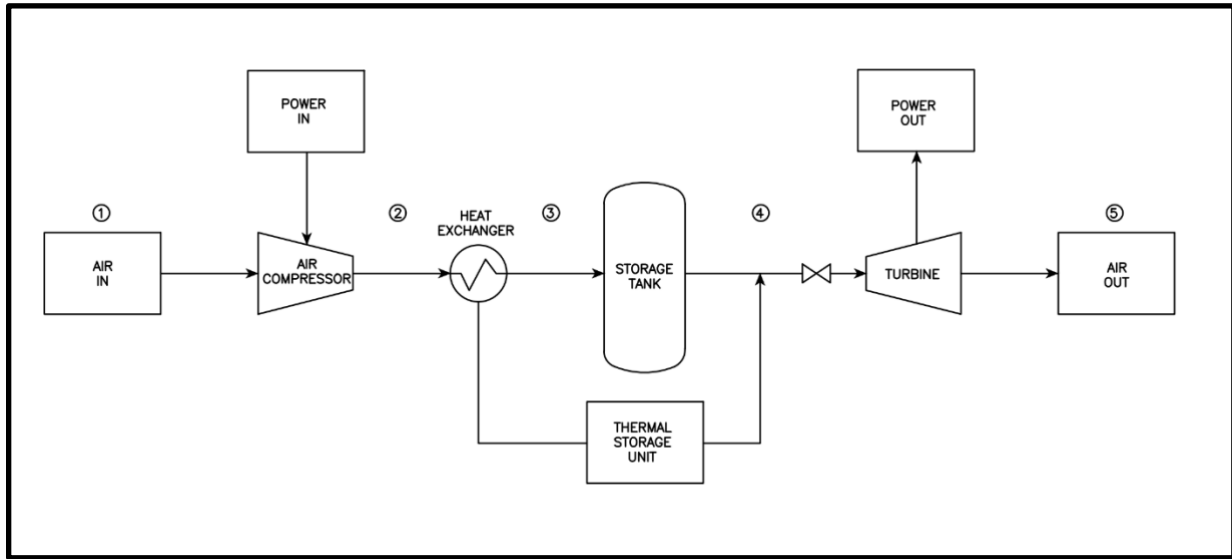 POWER
IN
POWER
OUT
①
②
HEAT
EXCHANGER
③
④
⑤
AIR
IN
AIR
COMPRESSOR
STORAGE
TANK
TURBINE
AIR
OUT
THERMAL
STORAGE
UNIT